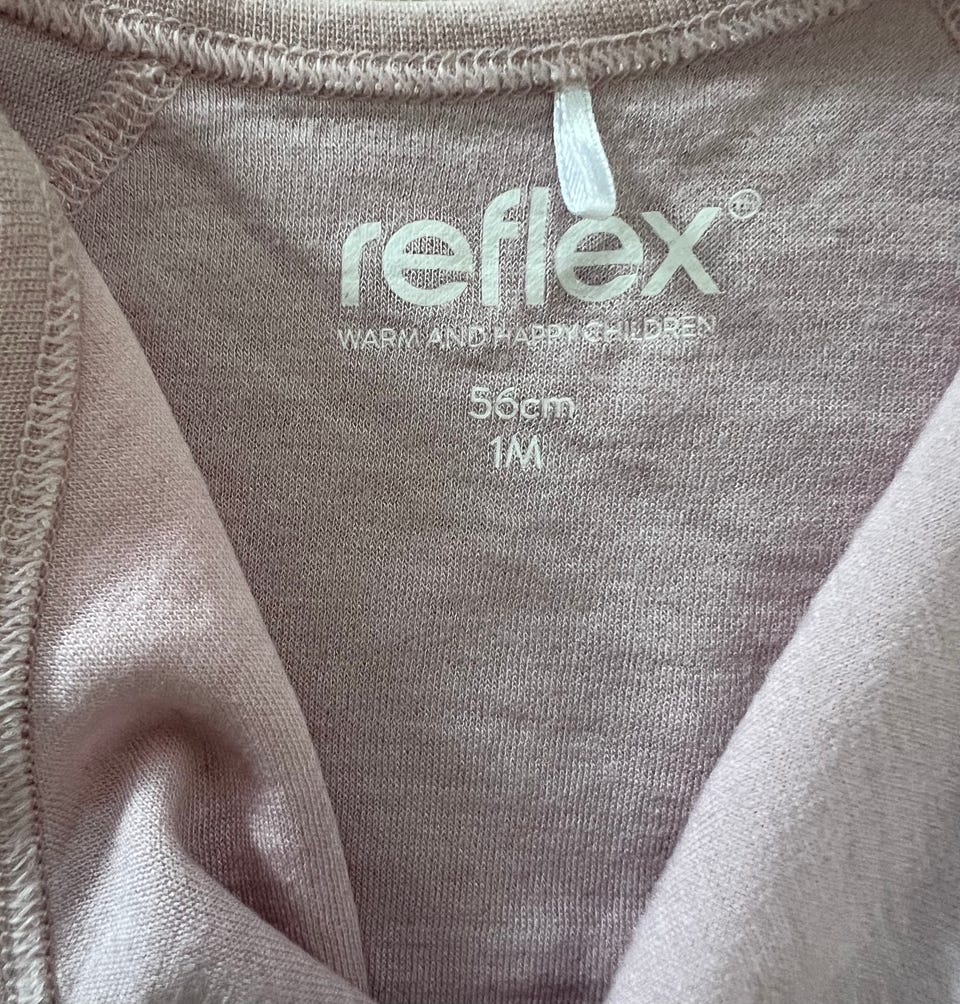 reflex
WARM AND HAPPY CHILDREN
56cm
1M